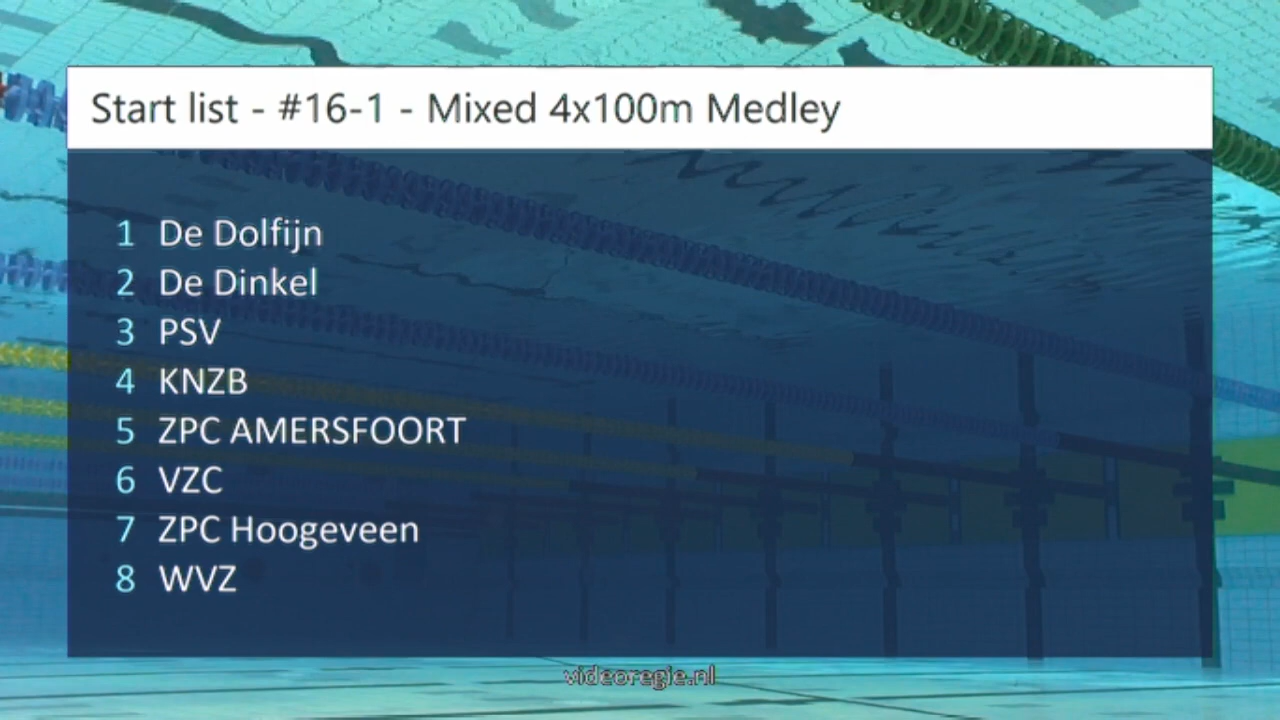 Start list - #16-1 - Mixed 4x100m Medley
1 De Dolfijn
2 De Dinkel
3 PSV
4 KNZB
5 ZPC AMERSFOORT
6 VZC
7 ZPC Hoogeveen
8 WVZ
videoregie.nl